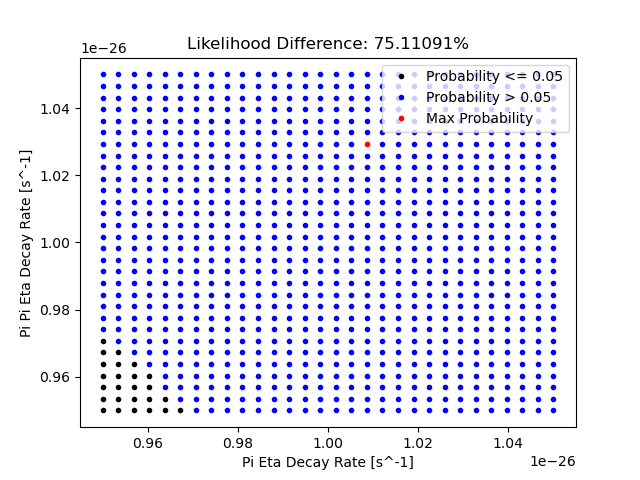 Likelihood Difference: 75.11091%
1e−26
Probability <= 0.05
Probability > 0.05
Max Probability
1.04
1.02
1.00
0.98
0.96
Pi Pi Eta Decay Rate [s^-1]
0.96
0.98
1.00
1.02
1.04
1e−26
Pi Eta Decay Rate [s^-1]